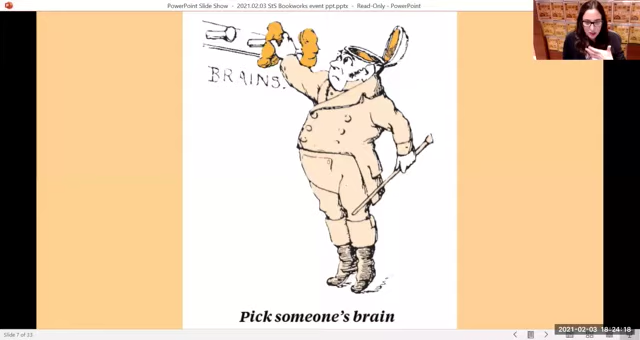 PowerPoint Slide Show - 2021.02.03 StS Bookworks event ppt.pptx - Read-Only - PowerPoint
BRAINS.
Pick someone's brain
2021-02-03 18:24:18
Slide 7 of 33